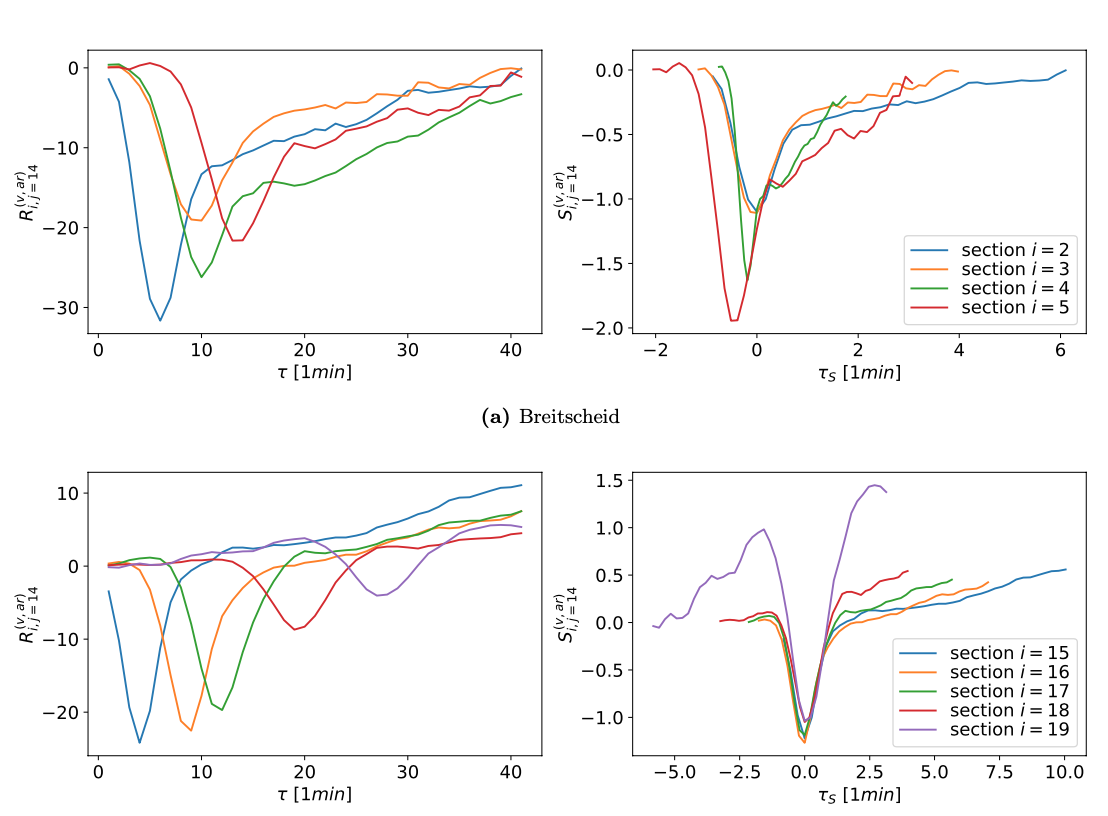 0
−10
−20
−30
R^{(v,ar)}_{i,j=14}
0 10 20 30 40
τ [1min]
0.0
−0.5
−1.0
−1.5
−2.0
S^{(v,ar)}_{i,j=14}
section i = 2
section i = 3
section i = 4
section i = 5
−2 0 2 4 6
τ_S [1min]
(a) Breitscheid
10
0
−10
−20
R^{(v,ar)}_{i,j=14}
0 10 20 30 40
τ [1min]
1.5
1.0
0.5
0.0
−0.5
−1.0
S^{(v,ar)}_{i,j=14}
section i = 15
section i = 16
section i = 17
section i = 18
section i = 19
−5.0 −2.5 0.0 2.5 5.0 7.5 10.0
τ_S [1min]